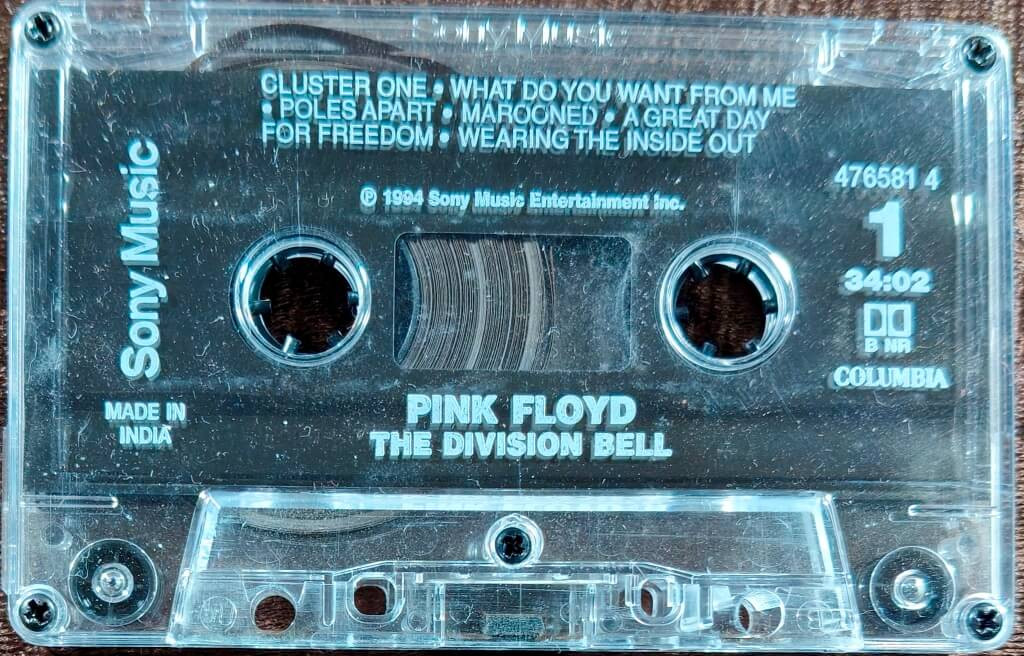 Sony Music
CLUSTER ONE • WHAT DO YOU WANT FROM ME
• POLES APART • MAROONED • A GREAT DAY
FOR FREEDOM • WEARING THE INSIDE OUT
℗ 1994 Sony Music Entertainment Inc.
Sony Music
476581 4
1
34:02
B NR
COLUMBIA
MADE IN
INDIA
PINK FLOYD
THE DIVISION BELL